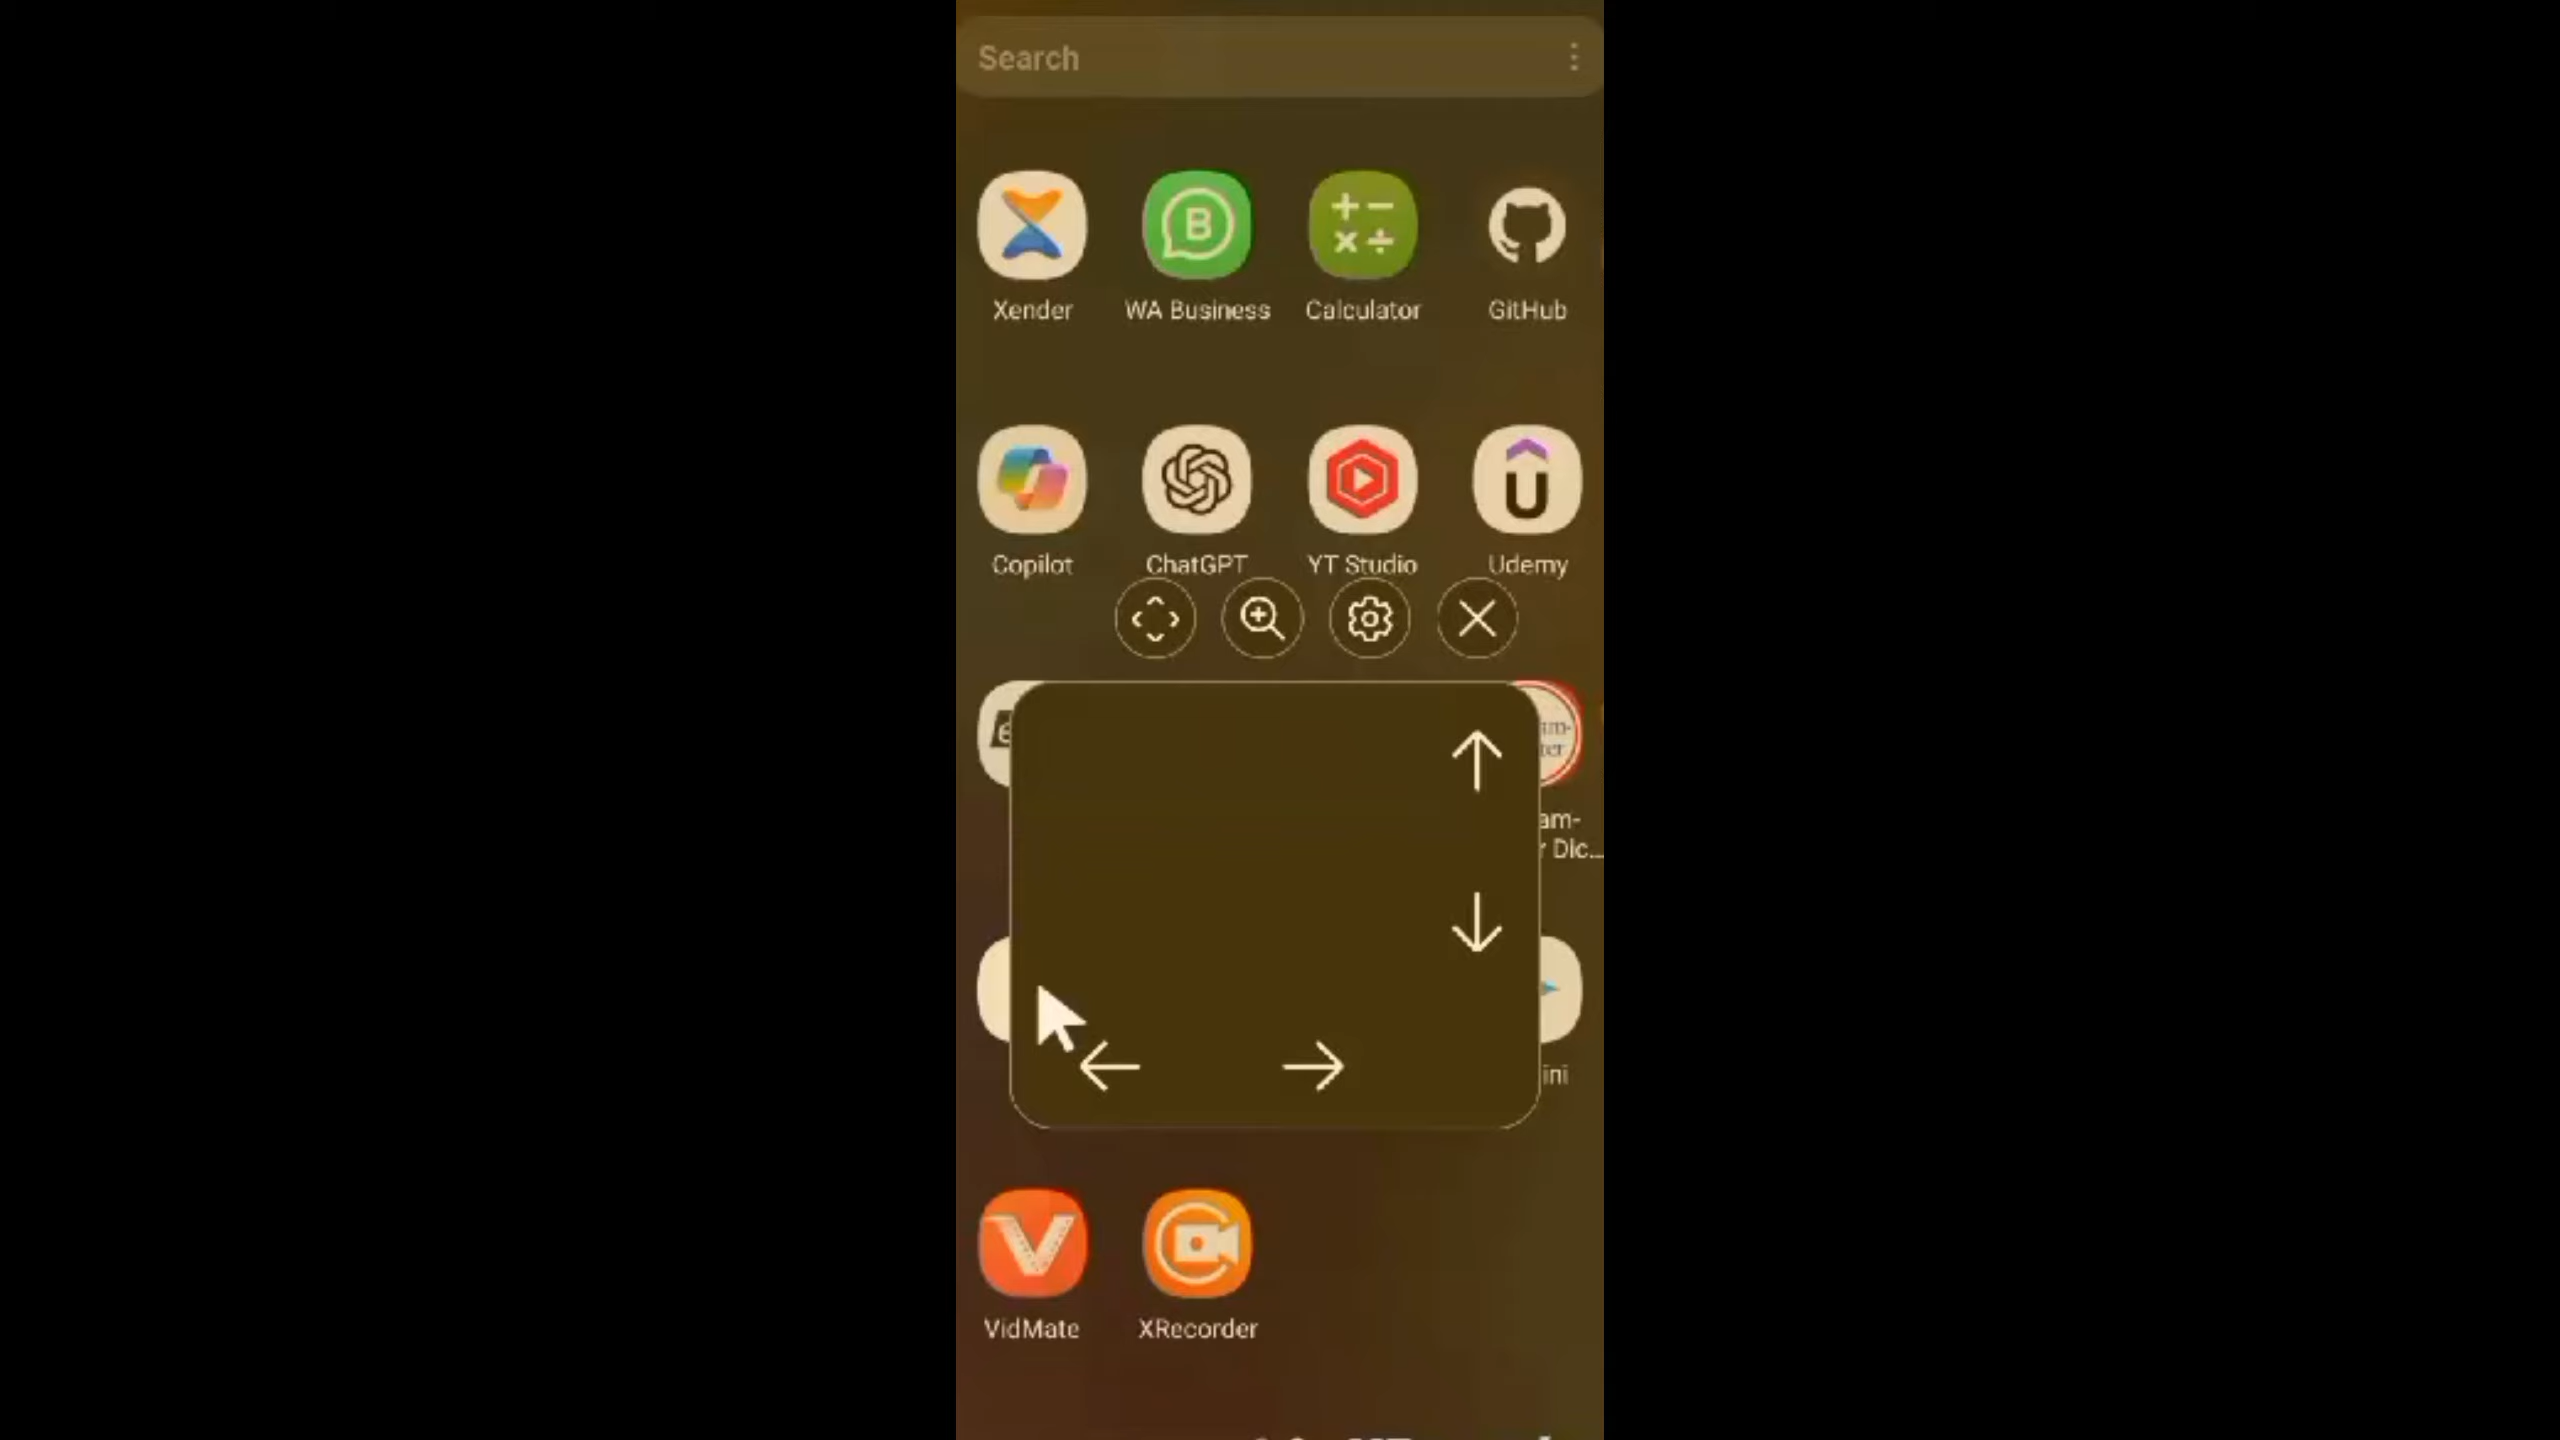 Search
Xender WA Business Calculator GitHub
Copilot ChatGPT YT Studio Udemy
am-
r Dic...
ini
VidMate XRecorder